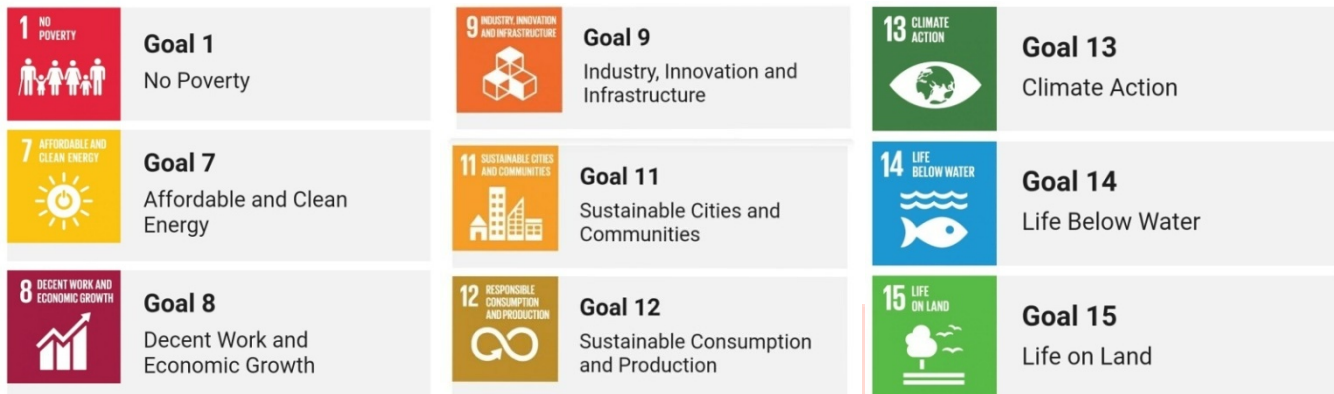 1 NO
POVERTY
Goal 1
No Poverty
7 AFFORDABLE AND
CLEAN ENERGY
Goal 7
Affordable and Clean
Energy
8 DECENT WORK AND
ECONOMIC GROWTH
Goal 8
Decent Work and
Economic Growth
9 INDUSTRY, INNOVATION
AND INFRASTRUCTURE
Goal 9
Industry, Innovation and
Infrastructure
11 SUSTAINABLE CITIES
AND COMMUNITIES
Goal 11
Sustainable Cities and
Communities
12 RESPONSIBLE
CONSUMPTION
AND PRODUCTION
Goal 12
Sustainable Consumption
and Production
13 CLIMATE
ACTION
Goal 13
Climate Action
14 LIFE
BELOW WATER
Goal 14
Life Below Water
15 LIFE
ON LAND
Goal 15
Life on Land